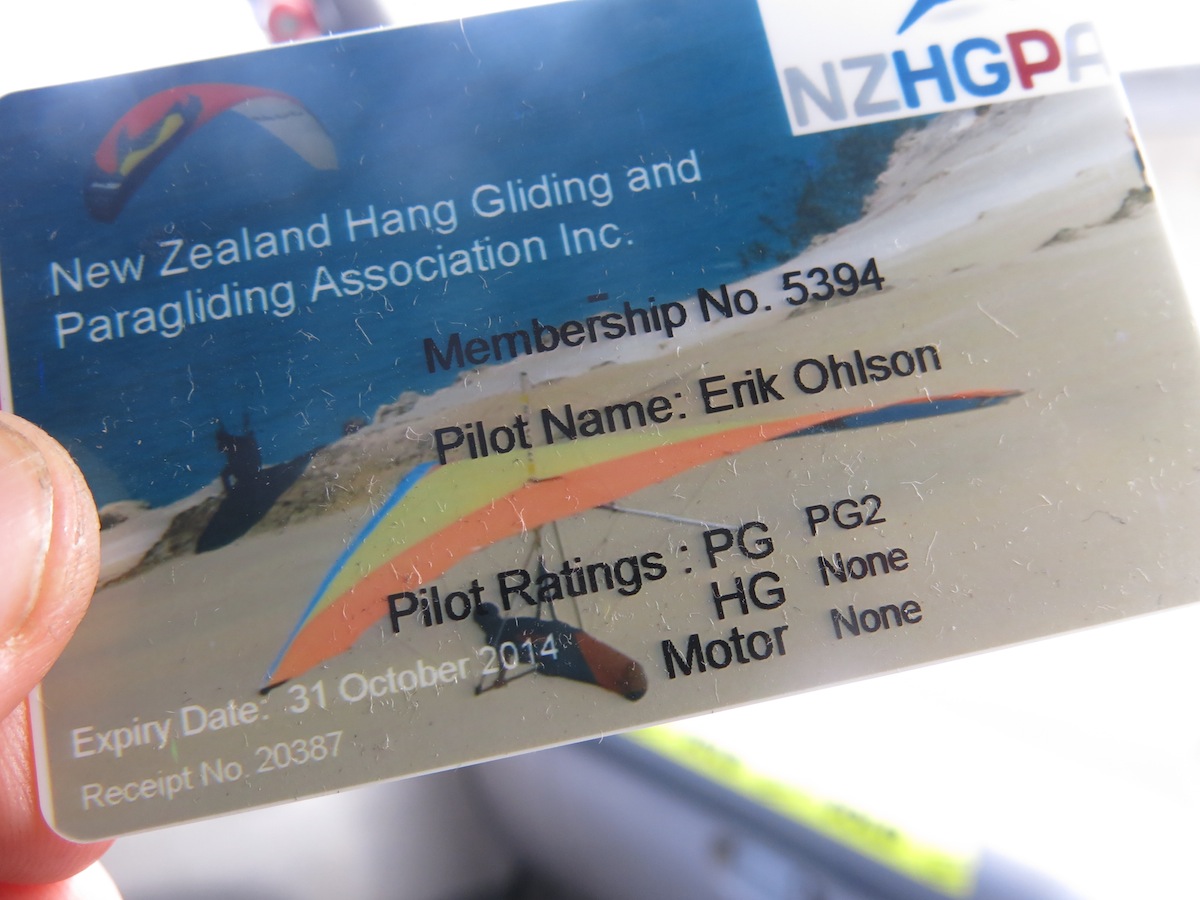 NZHGPA
New Zealand Hang Gliding and
Paragliding Association Inc.
Membership No. 5394
Pilot Name: Erik Ohlson
Pilot Ratings : PG PG2
HG None
Motor None
Expiry Date: 31 October 2014
Receipt No. 20387